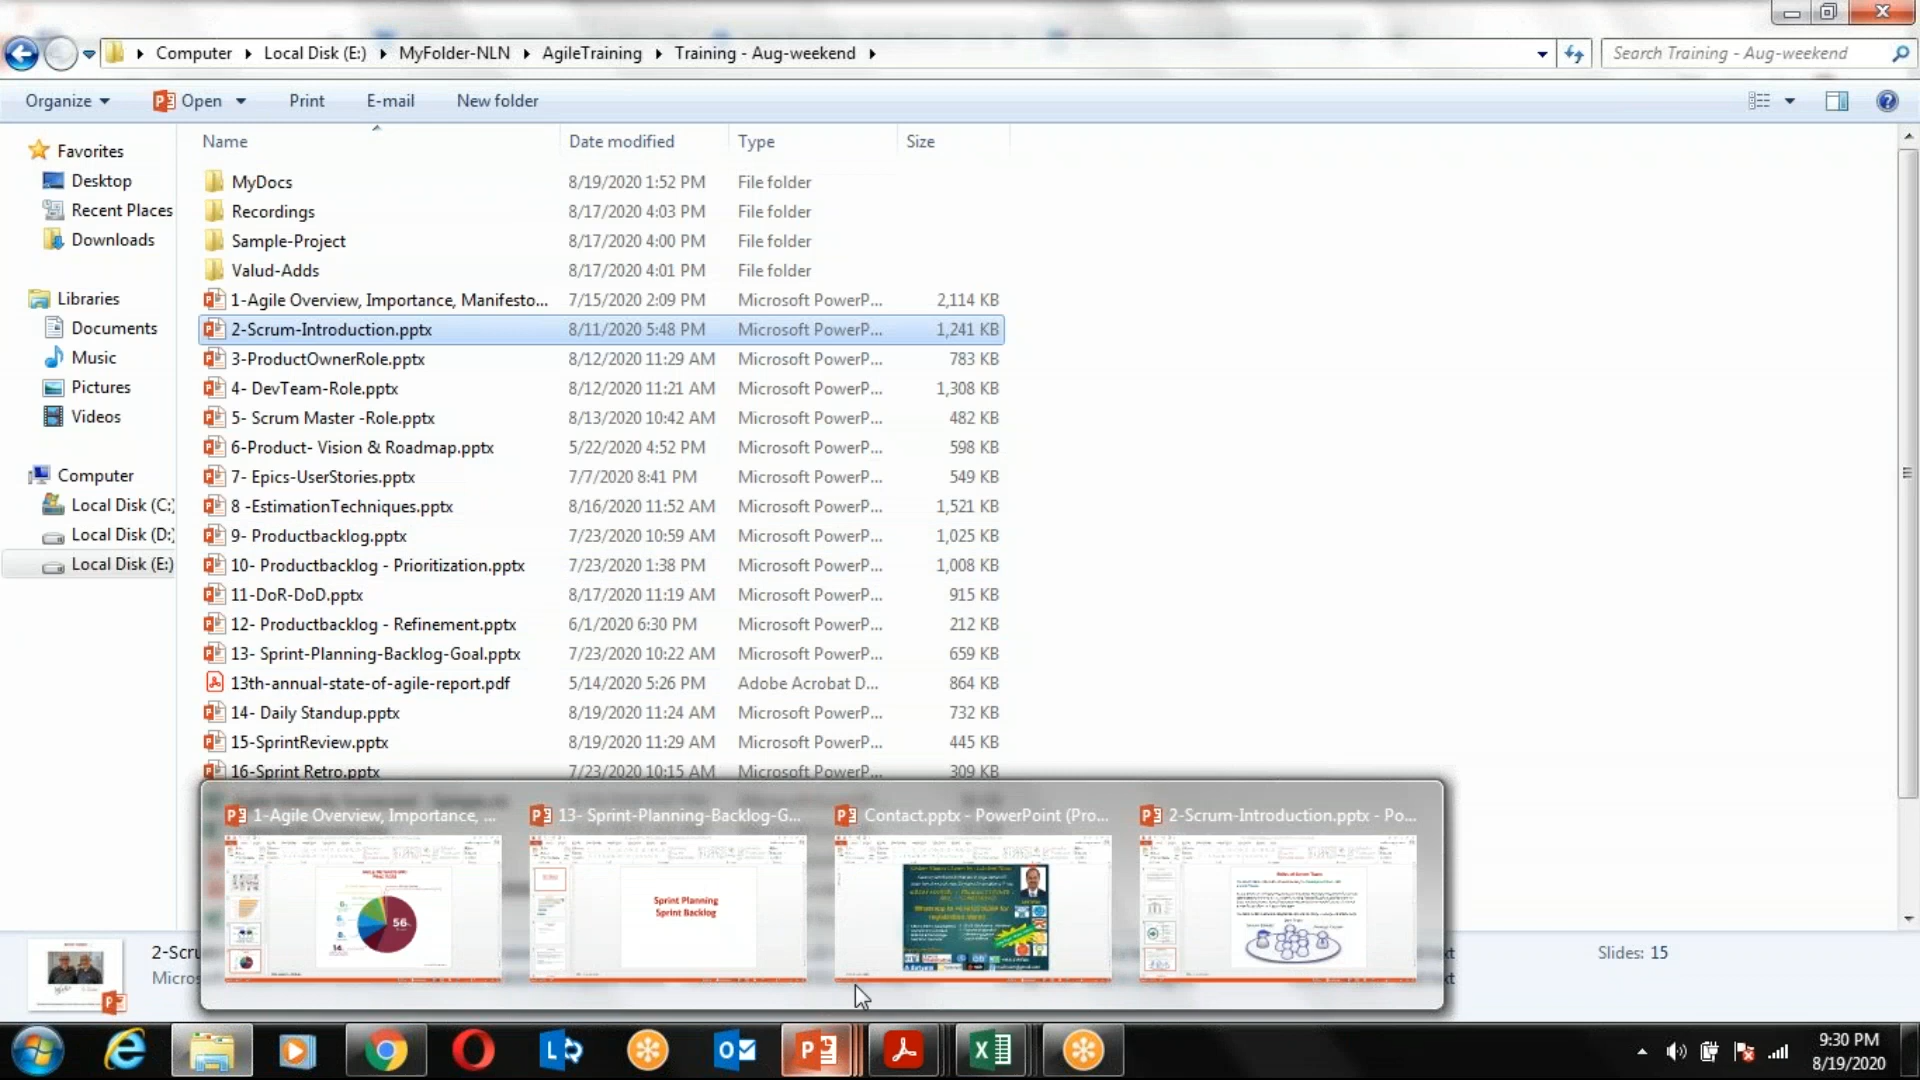 Computer Local Disk (E:) MyFolder-NLN AgileTraining Training - Aug-weekend
Search Training - Aug-weekend
Organize Open Print E-mail New folder
Name Date modified Type Size
Favorites
Desktop
Recent Places
Downloads
Libraries
Documents
Music
Pictures
Videos
Computer
Local Disk (C:)
Local Disk (D:)
Local Disk (E:)
MyDocs 8/19/2020 1:52 PM File folder
Recordings 8/17/2020 4:03 PM File folder
Sample-Project 8/17/2020 4:00 PM File folder
Valud-Adds 8/17/2020 4:01 PM File folder
1-Agile Overview, Importance, Manifesto... 7/15/2020 2:09 PM Microsoft PowerP... 2,114 KB
2-Scrum-Introduction.pptx 8/11/2020 5:48 PM Microsoft PowerP... 1,241 KB
3-ProductOwnerRole.pptx 8/12/2020 11:29 AM Microsoft PowerP... 783 KB
4- DevTeam-Role.pptx 8/12/2020 11:21 AM Microsoft PowerP... 1,308 KB
5- Scrum Master -Role.pptx 8/13/2020 10:42 AM Microsoft PowerP... 482 KB
6-Product- Vision & Roadmap.pptx 5/22/2020 4:52 PM Microsoft PowerP... 598 KB
7- Epics-UserStories.pptx 7/7/2020 8:41 PM Microsoft PowerP... 549 KB
8 -EstimationTechniques.pptx 8/16/2020 11:52 AM Microsoft PowerP... 1,521 KB
9- Productbacklog.pptx 7/23/2020 10:59 AM Microsoft PowerP... 1,025 KB
10- Productbacklog - Prioritization.pptx 7/23/2020 1:38 PM Microsoft PowerP... 1,008 KB
11-DoR-DoD.pptx 8/17/2020 11:19 AM Microsoft PowerP... 915 KB
12- Productbacklog - Refinement.pptx 6/1/2020 6:30 PM Microsoft PowerP... 212 KB
13- Sprint-Planning-Backlog-Goal.pptx 7/23/2020 10:22 AM Microsoft PowerP... 659 KB
13th-annual-state-of-agile-report.pdf 5/14/2020 5:26 PM Adobe Acrobat D... 864 KB
14- Daily Standup.pptx 8/19/2020 11:24 AM Microsoft PowerP... 732 KB
15-SprintReview.pptx 8/19/2020 11:29 AM Microsoft PowerP... 445 KB
16-Sprint Retro.pptx 7/23/2020 10:15 AM Microsoft PowerP... 309 KB
1-Agile Overview, Importance, ... 13- Sprint-Planning-Backlog-G... Contact.pptx - PowerPoint (Pro... 2-Scrum-Introduction.pptx - Po...
56%
Sprint Planning
Sprint Backlog
Roles of Scrum Team
2-Scru
Micros
Slides: 15
9:30 PM
8/19/2020